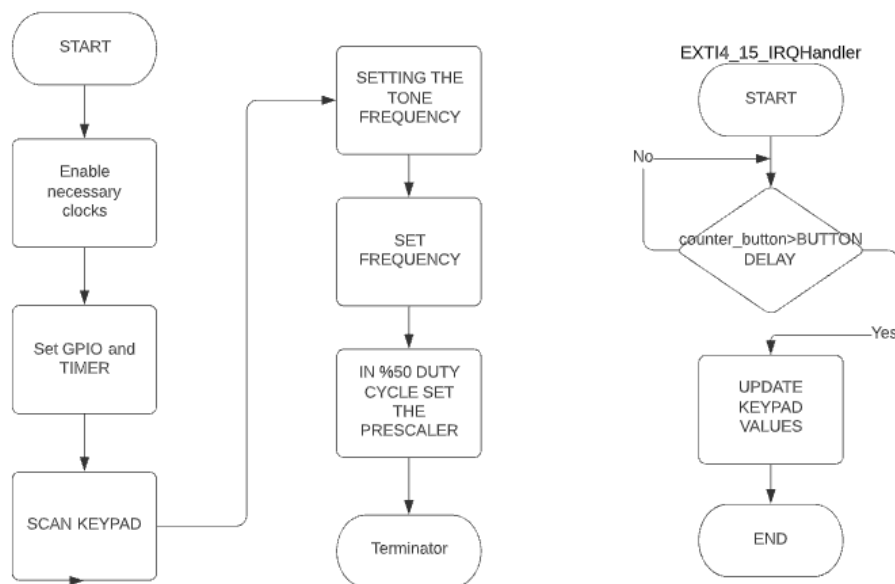 START
Enable
necessary
clocks
Set GPIO and
TIMER
SCAN KEYPAD
SETTING THE
TONE
FREQUENCY
SET
FREQUENCY
IN %50 DUTY
CYCLE SET
THE
PRESCALER
Terminator
EXTI4_15_IRQHandler
START
No
counter_button>BUTTON
DELAY
Yes
UPDATE
KEYPAD
VALUES
END